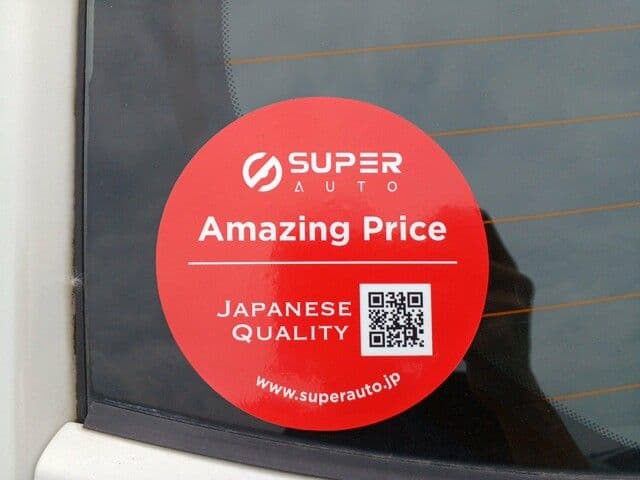 SUPER
AUTO
Amazing Price
JAPANESE
QUALITY
www.superauto.jp